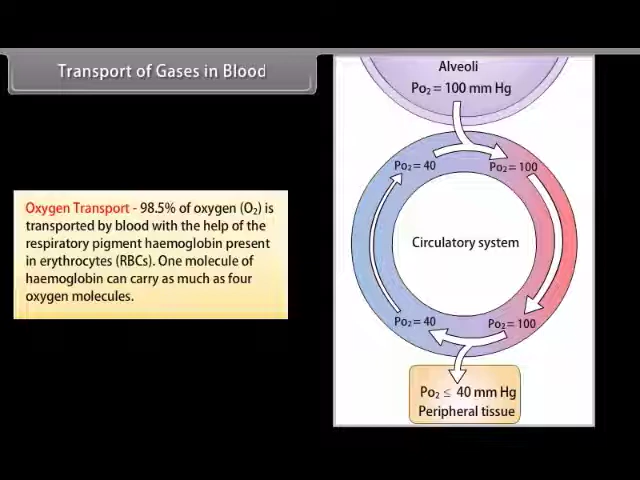 Transport of Gases in Blood
Oxygen Transport - 98.5% of oxygen (O₂) is
transported by blood with the help of the
respiratory pigment haemoglobin present
in erythrocytes (RBCs). One molecule of
haemoglobin can carry as much as four
oxygen molecules.
Alveoli
Po₂ = 100 mm Hg
Po₂ = 40
Po₂ = 100
Circulatory system
Po₂ = 40
Po₂ = 100
Po₂ ≤ 40 mm Hg
Peripheral tissue